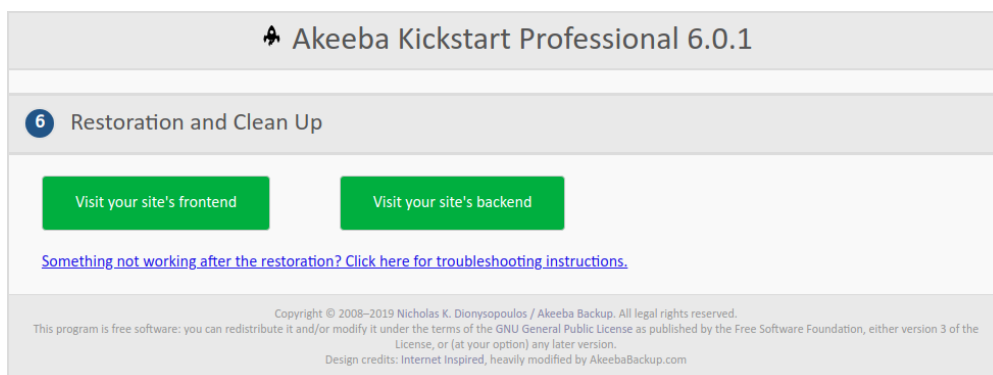 Akeeba Kickstart Professional 6.0.1
6 Restoration and Clean Up
Visit your site's frontend
Visit your site's backend
Something not working after the restoration? Click here for troubleshooting instructions.
Copyright © 2008–2019 Nicholas K. Dionysopoulos / Akeeba Backup. All legal rights reserved.
This program is free software: you can redistribute it and/or modify it under the terms of the GNU General Public License as published by the Free Software Foundation, either version 3 of the
License, or (at your option) any later version.
Design credits: Internet Inspired, heavily modified by AkeebaBackup.com